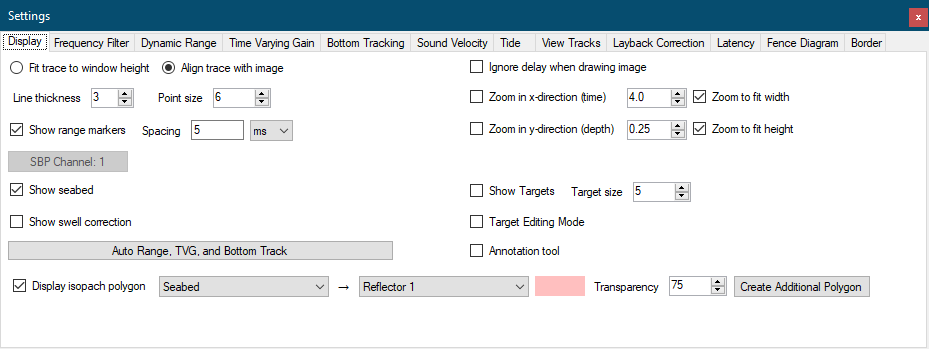 Settings
Display Frequency Filter Dynamic Range Time Varying Gain Bottom Tracking Sound Velocity Tide View Tracks Layback Correction Latency Fence Diagram Border
Fit trace to window height Align trace with image Ignore delay when drawing image
Line thickness 3 Point size 6 Zoom in x-direction (time) 4.0 Zoom to fit width
Show range markers Spacing 5 ms Zoom in y-direction (depth) 0.25 Zoom to fit height
SBP Channel: 1
Show seabed Show Targets Target size 5
Show swell correction Target Editing Mode
Auto Range, TVG, and Bottom Track Annotation tool
Display isopach polygon Seabed → Reflector 1 Transparency 75 Create Additional Polygon